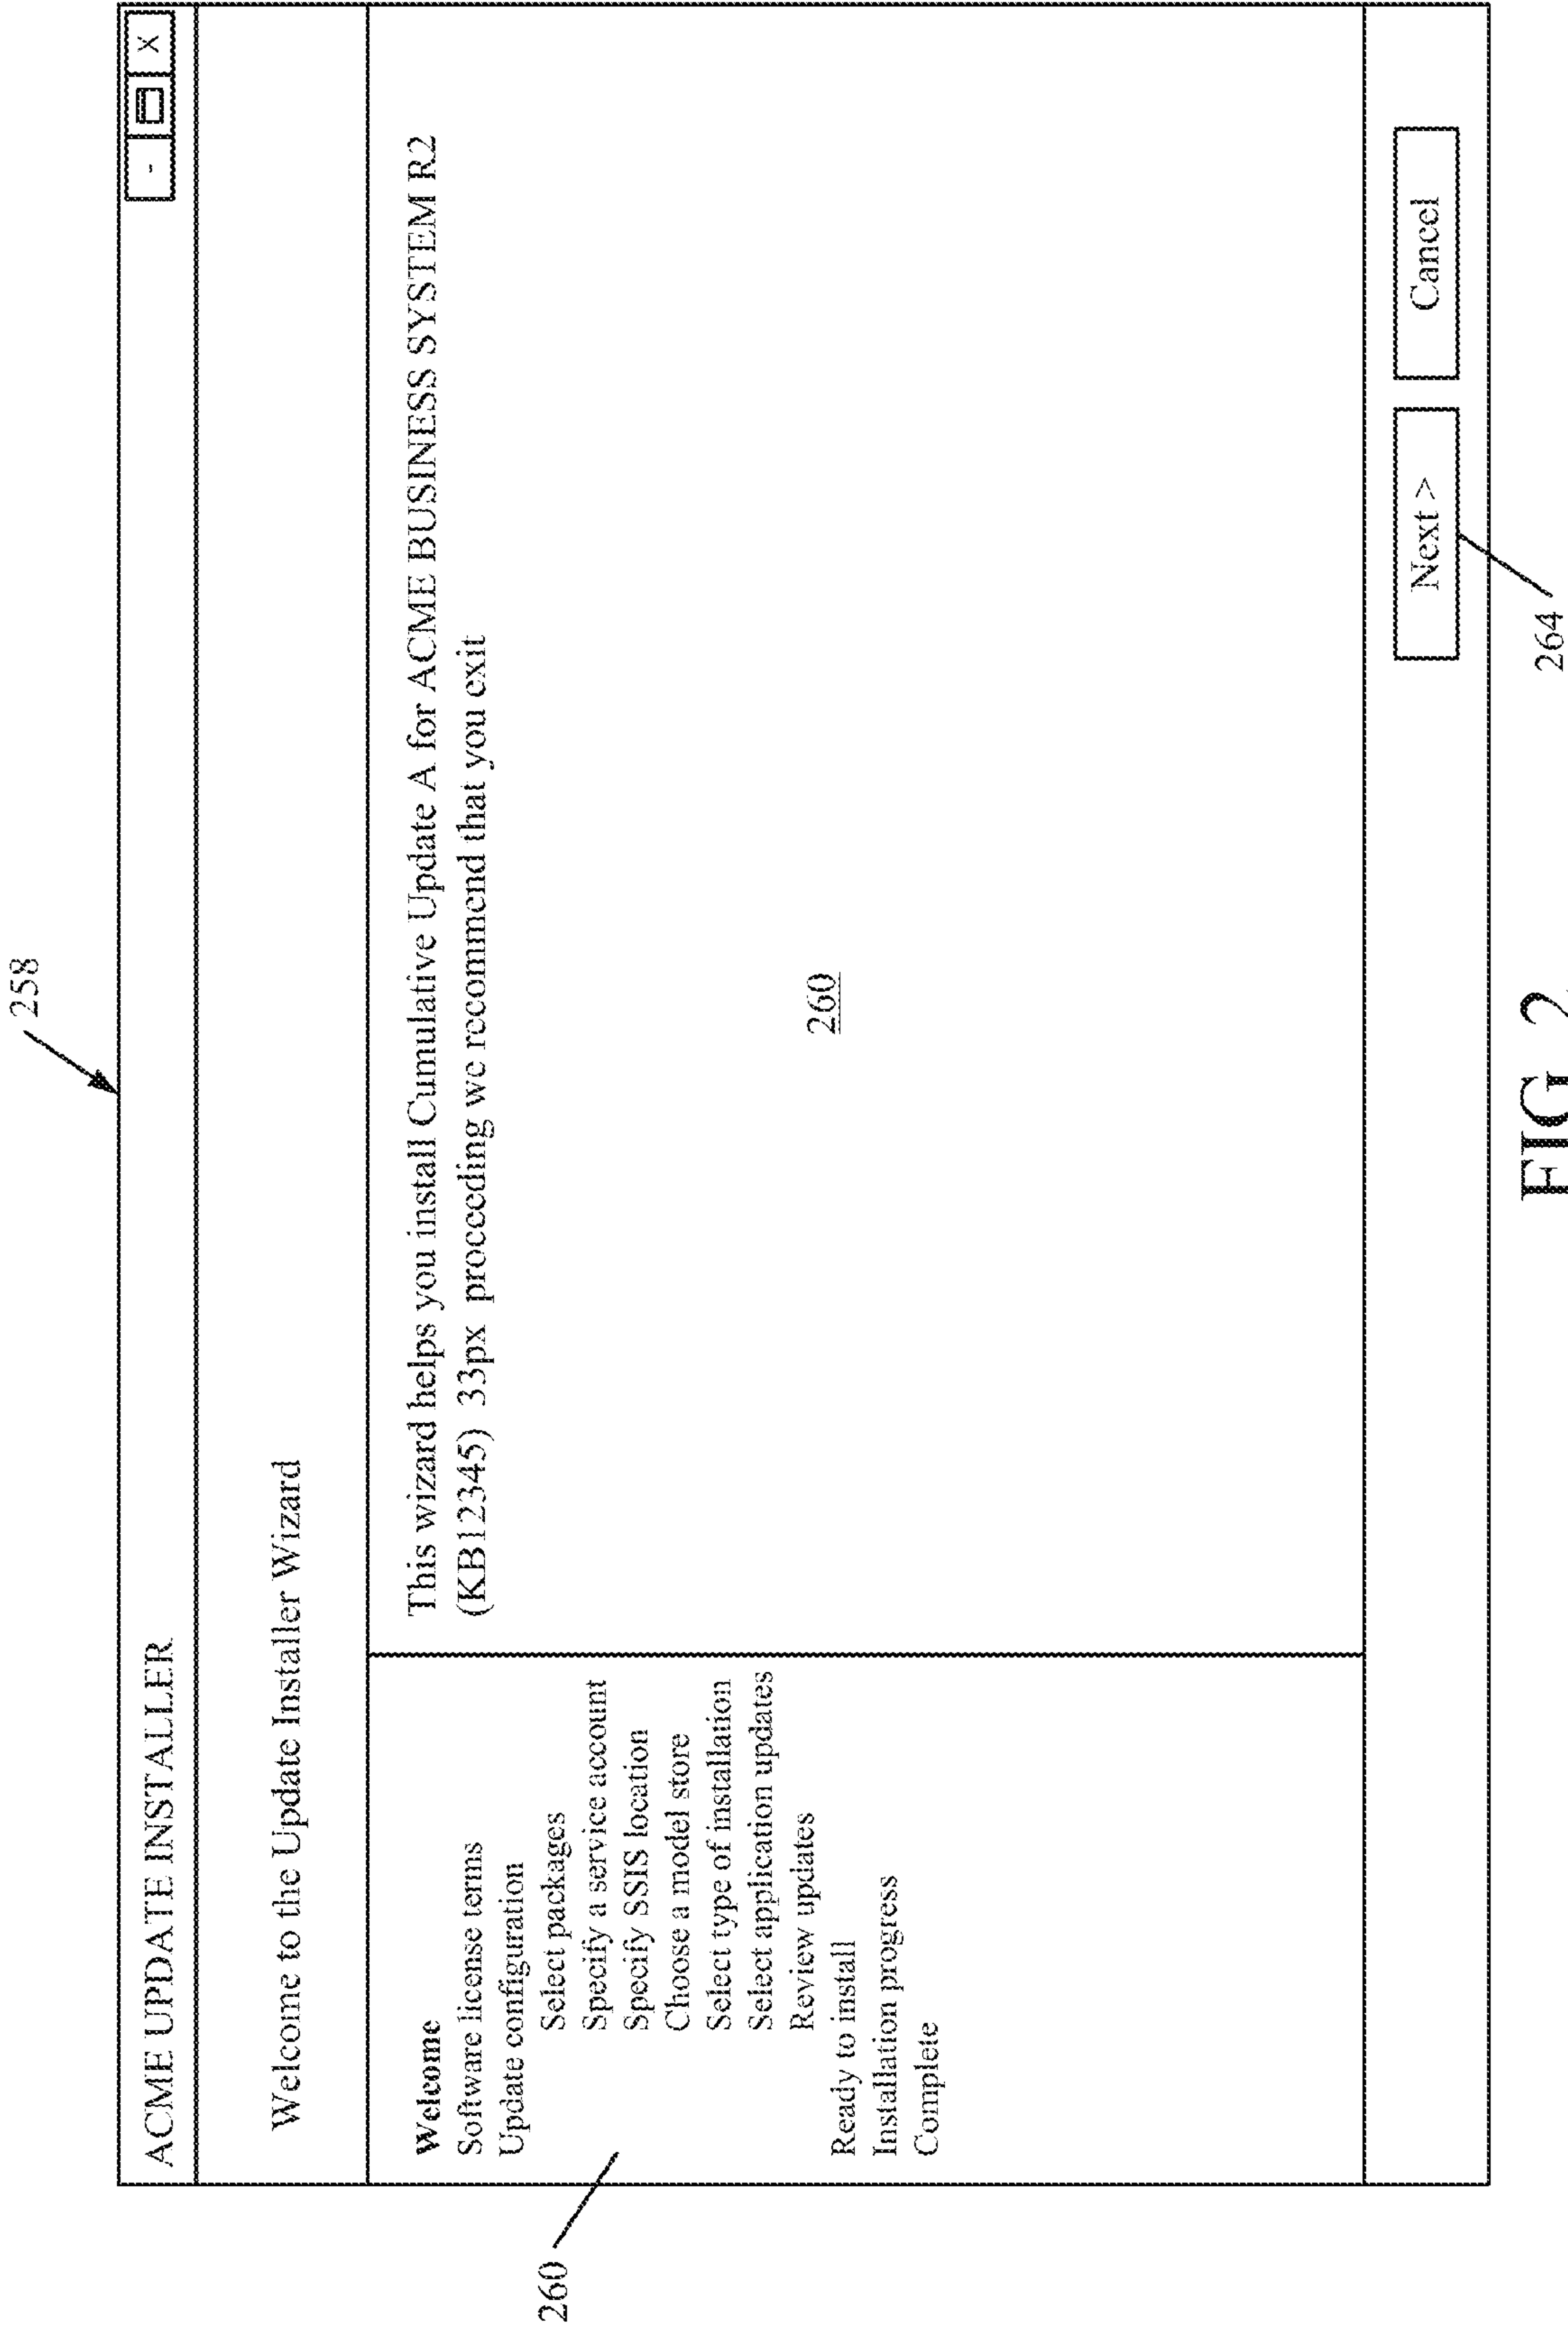 258
ACME UPDATE INSTALLER
- X
Welcome to the Update Installer Wizard
Welcome
Software license terms
Update configuration
Select packages
Specify a service account
Specify SSIS location
Choose a model store
Select type of installation
Select application updates
Review updates
Ready to install
Installation progress
Complete
260
This wizard helps you install Cumulative Update A for ACME BUSINESS SYSTEM R2
(KB12345) 33px proceeding we recommend that you exit
260
Next >
Cancel
264
FIG. 2